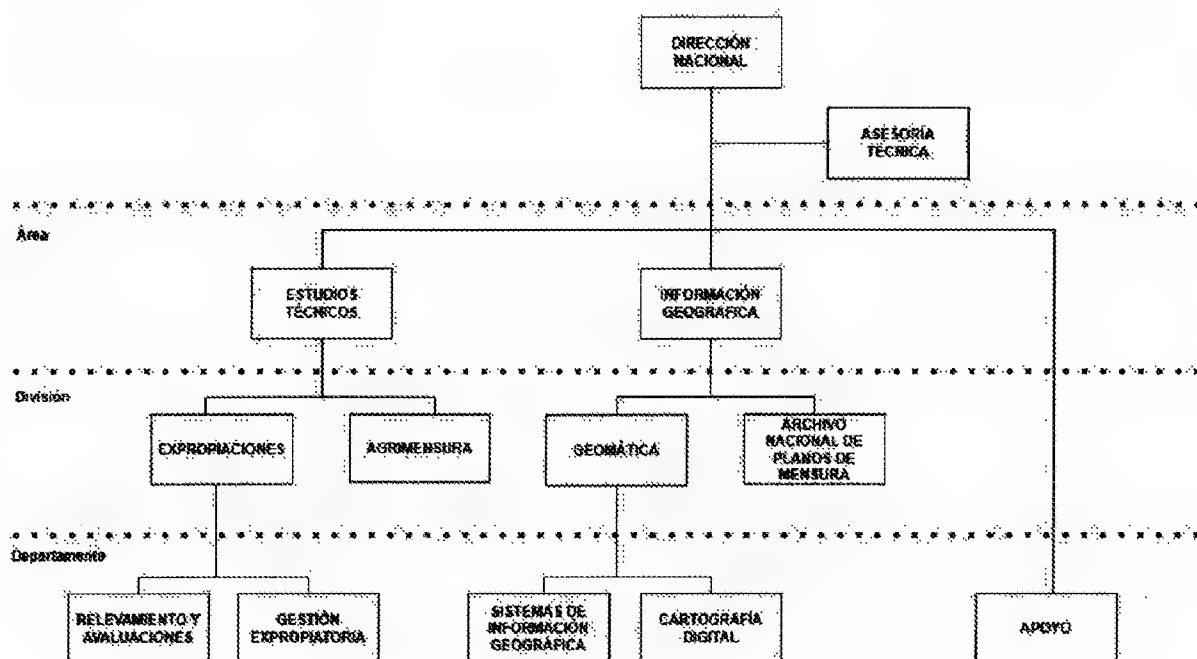 DIRECCIÓN
NACIONAL
ASESORÍA
TÉCNICA
Área
ESTUDIOS
TÉCNICOS
INFORMACIÓN
GEOGRÁFICA
División
EXPROPIACIONES
AGRIMENSURA
GEOMÁTICA
ARCHIVO
NACIONAL DE
PLANOS DE
MENSURA
Departamento
RELEVAMIENTO Y
AVALUACIONES
GESTIÓN
EXPROPIATORIA
SISTEMAS DE
INFORMACIÓN
GEOGRÁFICA
CARTOGRAFÍA
DIGITAL
APOYO